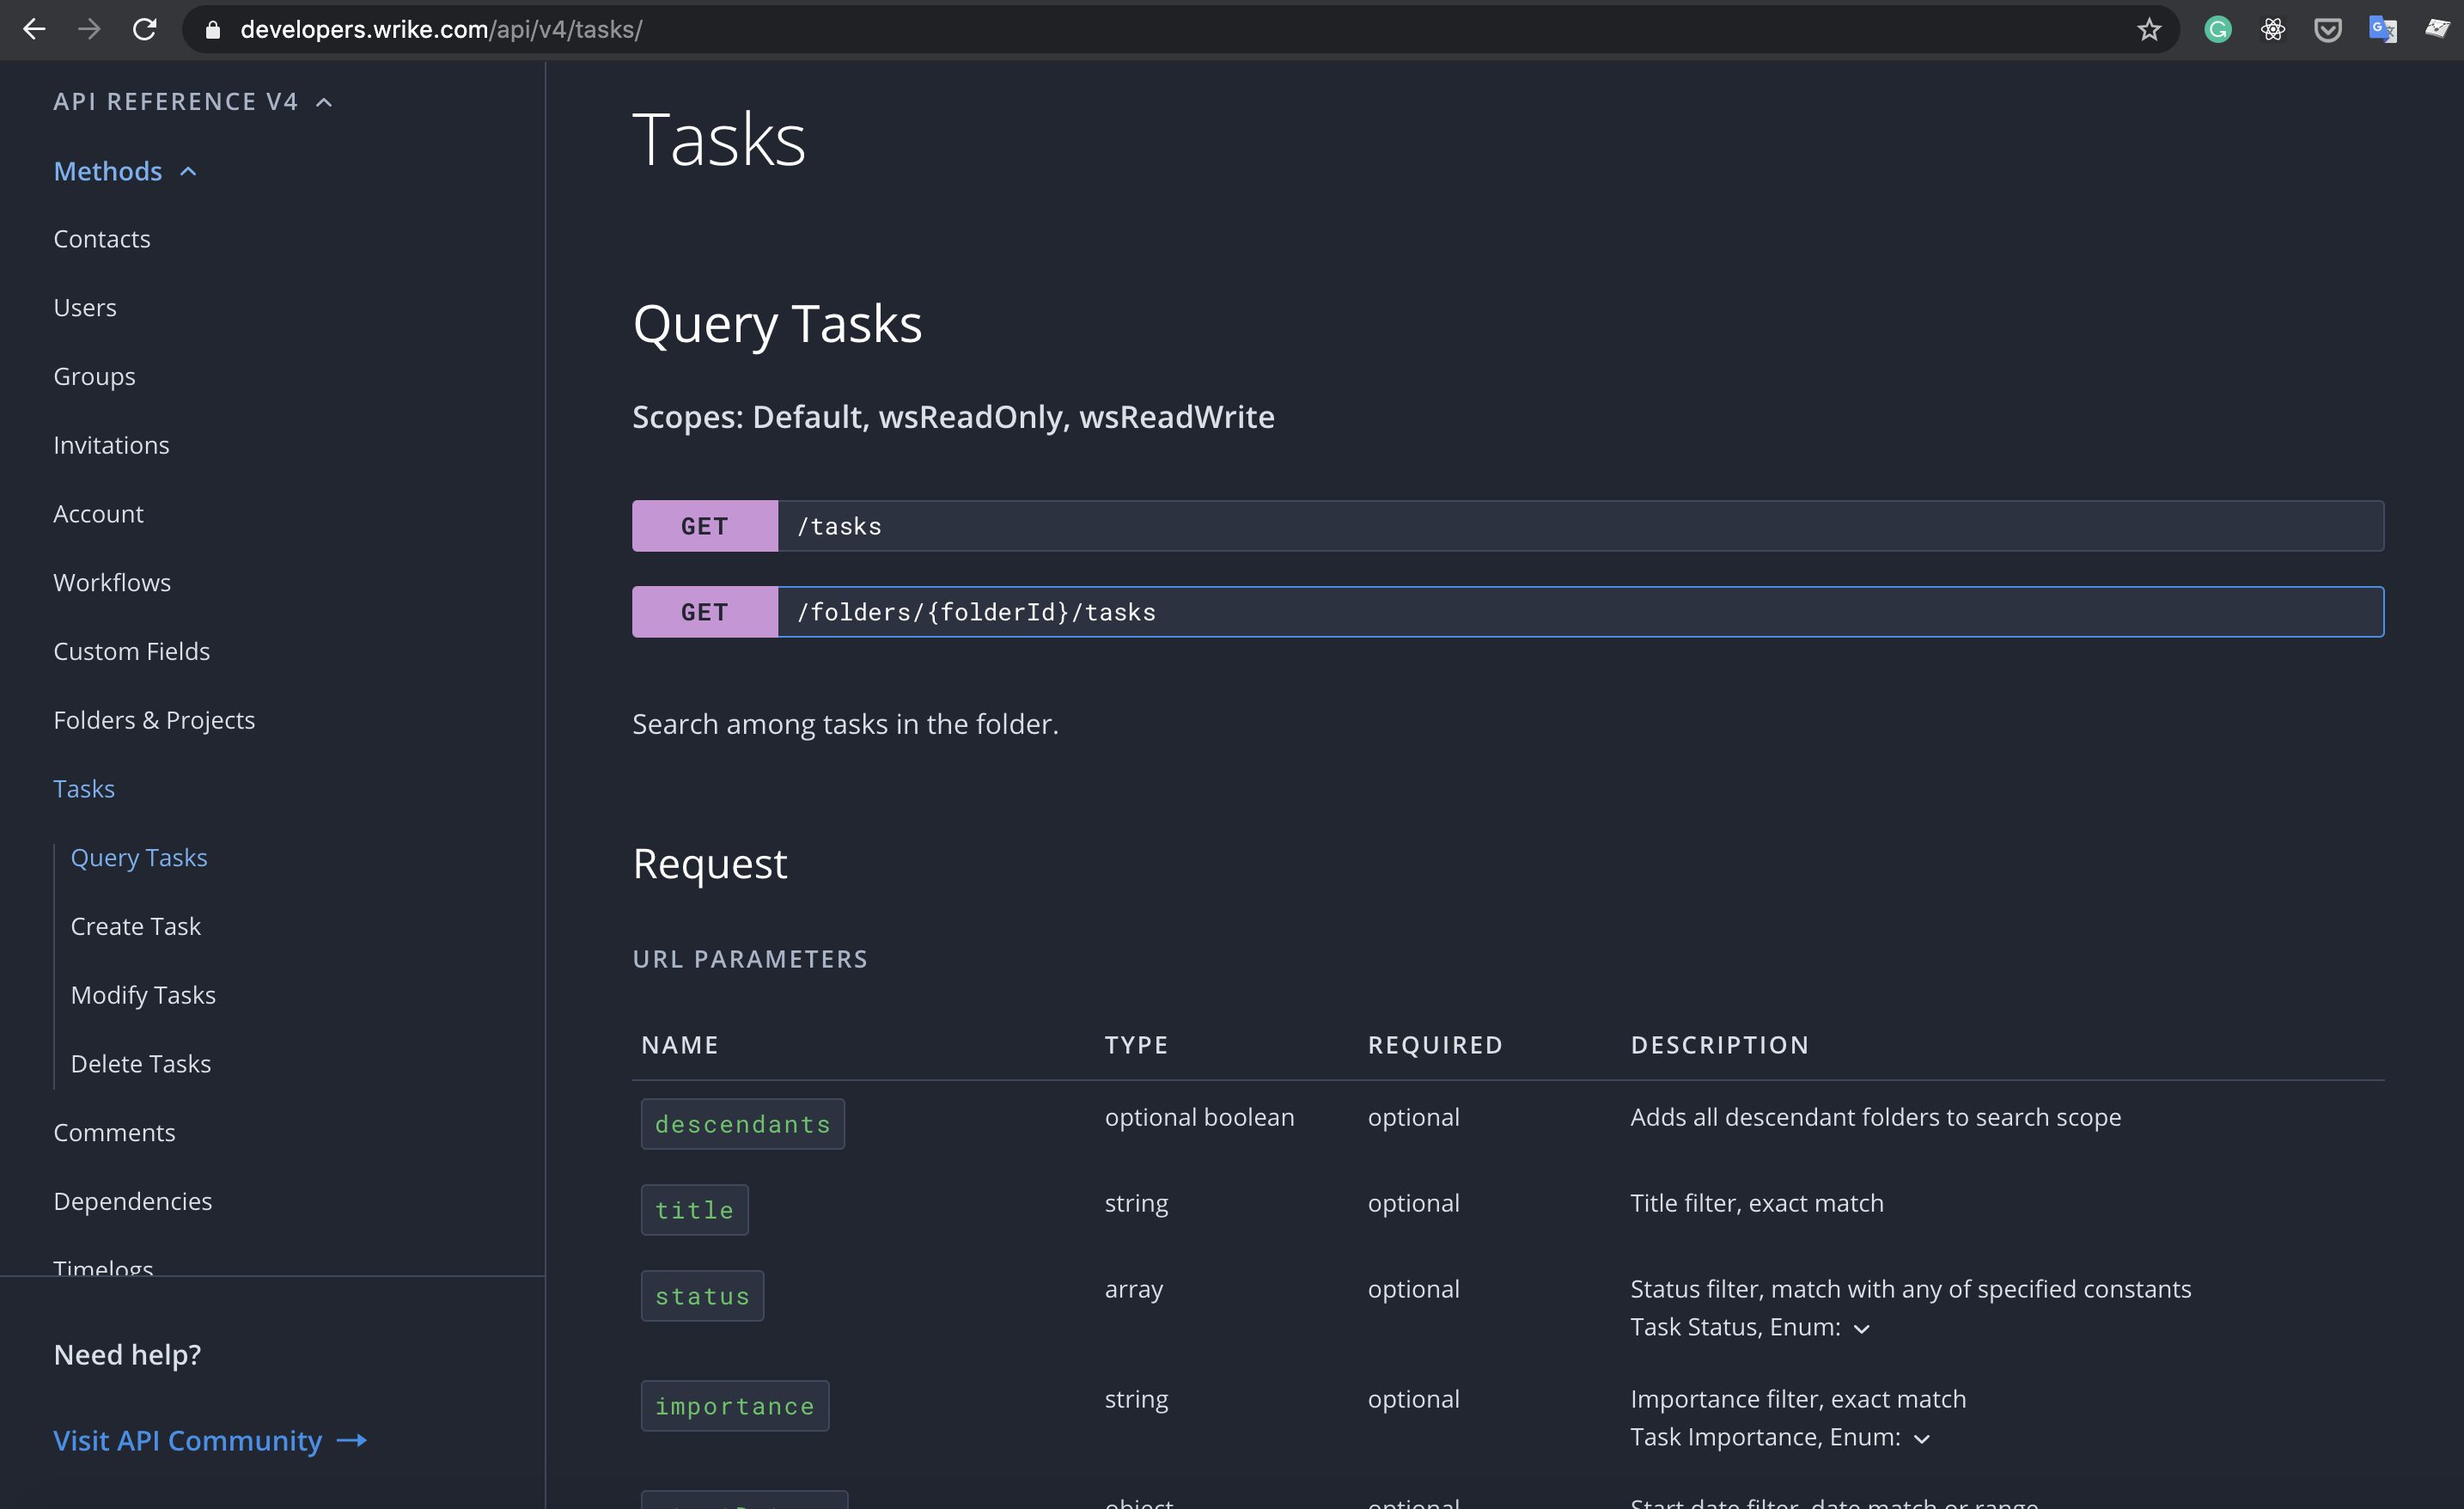 developers.wrike.com/api/v4/tasks/
API REFERENCE V4
Methods
Contacts
Users
Groups
Invitations
Account
Workflows
Custom Fields
Folders & Projects
Tasks
Query Tasks
Create Task
Modify Tasks
Delete Tasks
Comments
Dependencies
Timelogs
Need help?
Visit API Community
Tasks
Query Tasks
Scopes: Default, wsReadOnly, wsReadWrite
GET /tasks
GET /folders/{folderId}/tasks
Search among tasks in the folder.
Request
URL PARAMETERS
NAME TYPE REQUIRED DESCRIPTION
descendants optional boolean optional Adds all descendant folders to search scope
title string optional Title filter, exact match
status array optional Status filter, match with any of specified constants
Task Status, Enum:
importance string optional Importance filter, exact match
Task Importance, Enum:
object optional Start date filter, date match or range